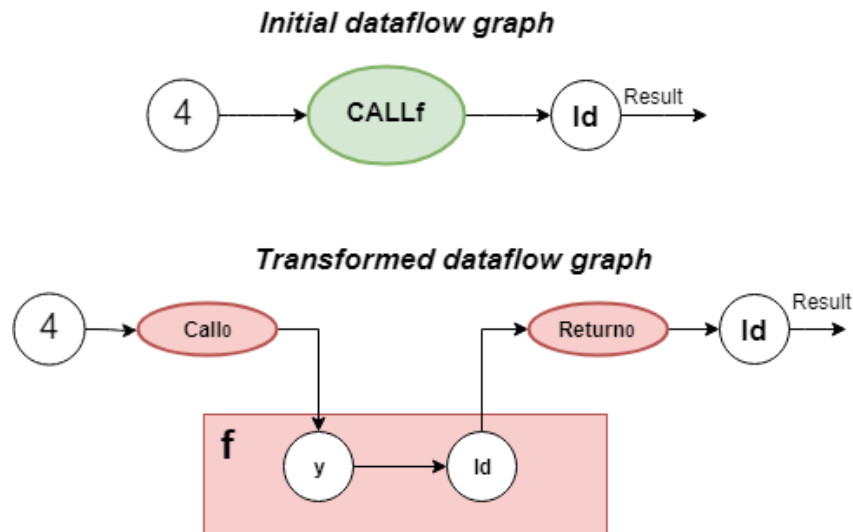 Initial dataflow graph
4
CALLf
Id
Result
Transformed dataflow graph
4
Call0
Return0
Id
Result
f
y
Id